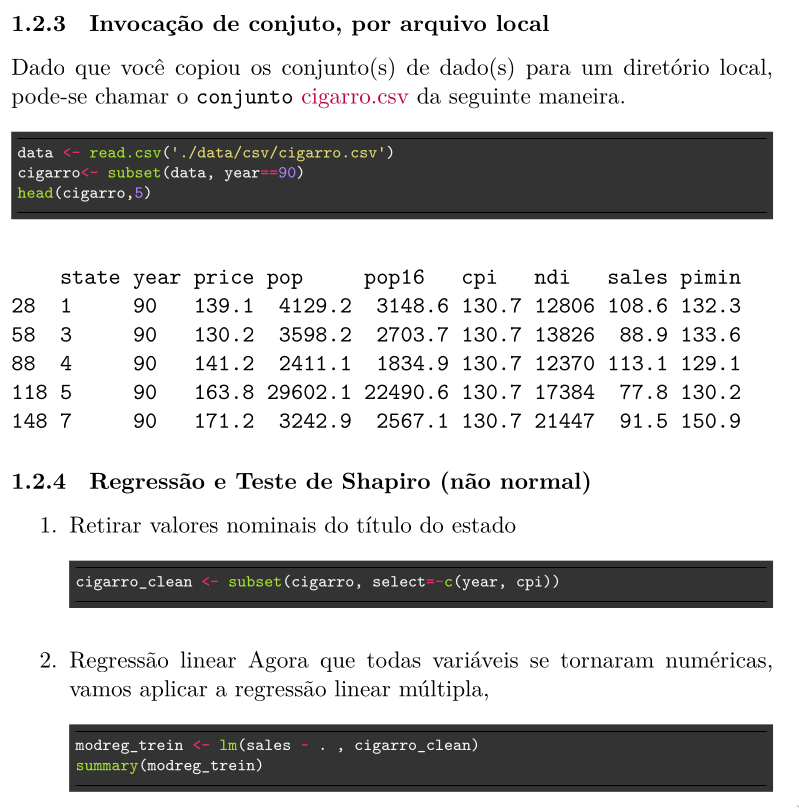 1.2.3 Invocação de conjuto, por arquivo local
Dado que você copiou os conjunto(s) de dado(s) para um diretório local,
pode-se chamar o conjunto cigarro.csv da seguinte maneira.
data <- read.csv('./data/csv/cigarro.csv')
cigarro<- subset(data, year==90)
head(cigarro,5)
state year price pop pop16 cpi ndi sales pimin
28 1 90 139.1 4129.2 3148.6 130.7 12806 108.6 132.3
58 3 90 130.2 3598.2 2703.7 130.7 13826 88.9 133.6
88 4 90 141.2 2411.1 1834.9 130.7 12370 113.1 129.1
118 5 90 163.8 29602.1 22490.6 130.7 17384 77.8 130.2
148 7 90 171.2 3242.9 2567.1 130.7 21447 91.5 150.9
1.2.4 Regressão e Teste de Shapiro (não normal)
1. Retirar valores nominais do título do estado
cigarro_clean <- subset(cigarro, select=-c(year, cpi))
2. Regressão linear Agora que todas variáveis se tornaram numéricas,
vamos aplicar a regressão linear múltipla,
modreg_trein <- lm(sales - . , cigarro_clean)
summary(modreg_trein)